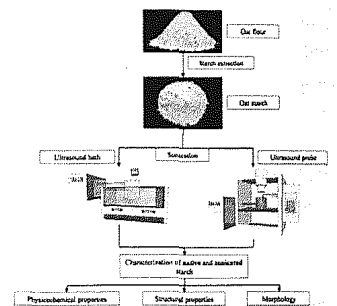 Oat flour
Starch extraction
Oat starch
Ultrasound bath
Sonication
Ultrasound probe
Characterization of native and sonicated
starch
Physicochemical properties
Structural properties
Morphology